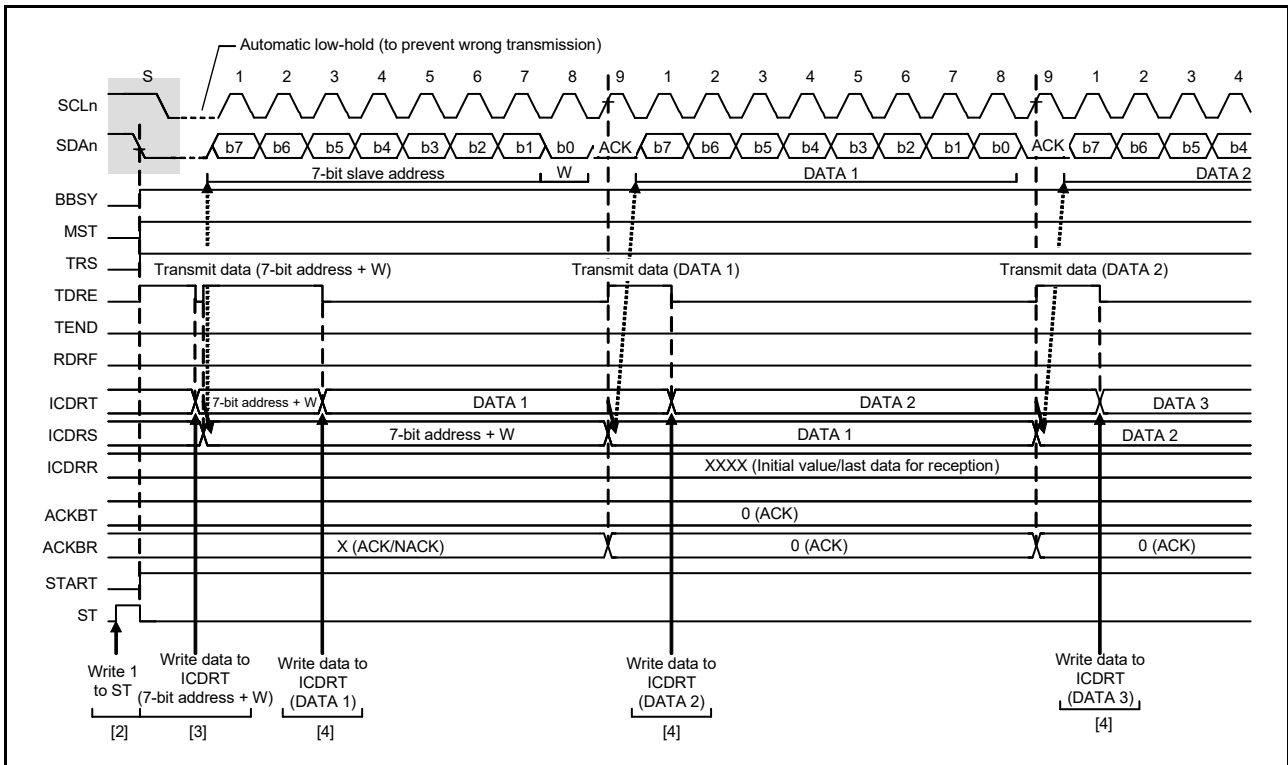 Automatic low-hold (to prevent wrong transmission)
S 1 2 3 4 5 6 7 8 9 1 2 3 4 5 6 7 8 9 1 2 3 4
SCLn
SDAn b7 b6 b5 b4 b3 b2 b1 b0 ACK b7 b6 b5 b4 b3 b2 b1 b0 ACK b7 b6 b5 b4
7-bit slave address W DATA 1 DATA 2
BBSY
MST
TRS
Transmit data (7-bit address + W) Transmit data (DATA 1) Transmit data (DATA 2)
TDRE
TEND
RDRF
ICDRT 7-bit address + W DATA 1 DATA 2 DATA 3
ICDRS 7-bit address + W DATA 1 DATA 2
ICDRR XXXX (Initial value/last data for reception)
ACKBT 0 (ACK)
ACKBR X (ACK/NACK) 0 (ACK) 0 (ACK)
START
ST
Write 1
to ST
Write data to
ICDRT
(7-bit address + W)
Write data to
ICDRT
(DATA 1)
Write data to
ICDRT
(DATA 2)
Write data to
ICDRT
(DATA 3)
[2] [3] [4] [4] [4]